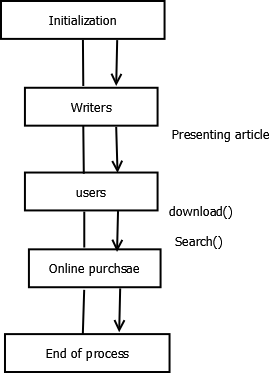 Initialization
Writers
Presenting article
users
download()
Search()
Online purchsae
End of process